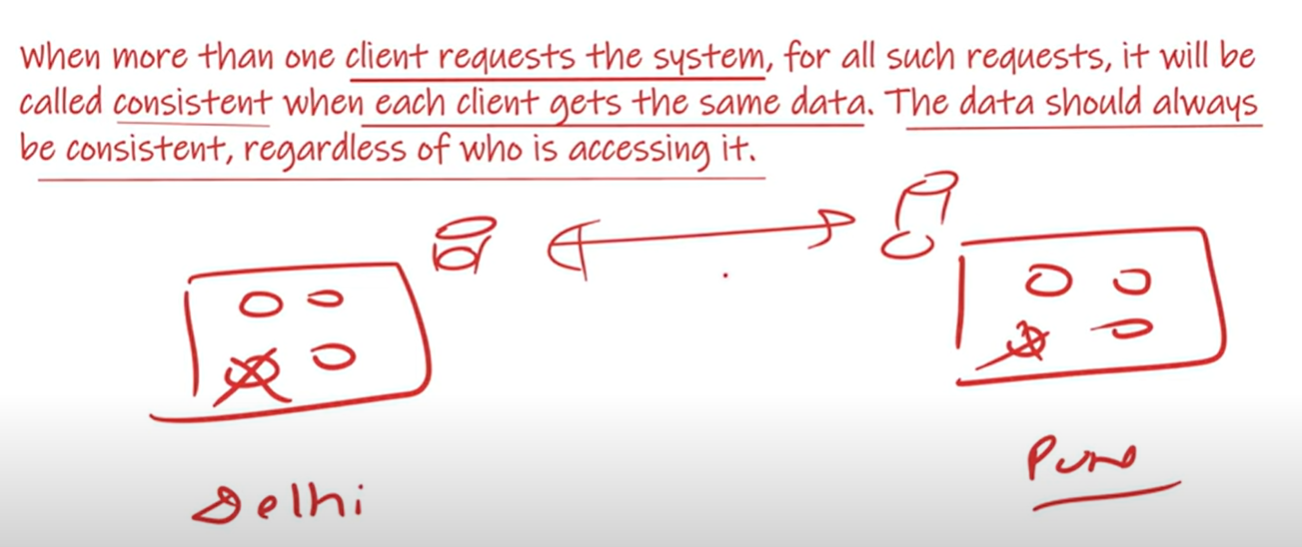 When more than one client requests the system, for all such requests, it will be
called consistent when each client gets the same data. The data should always
be consistent, regardless of who is accessing it.
Delhi
Pune